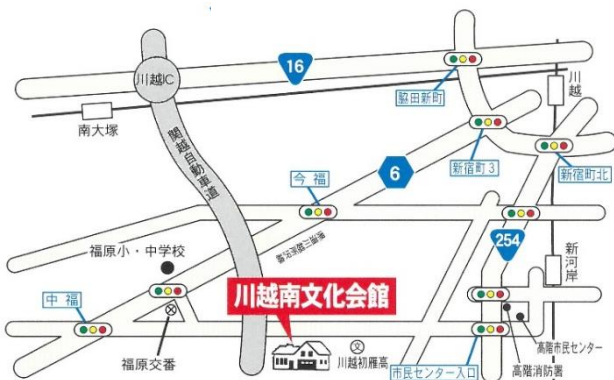 16
川越IC
南大塚
脇田新町
川越
関越自動車道
6
新宿町3
新宿町北
今福
254
新河岸
福原小・中学校
中福
川越南文化会館
福原交番
文
川越初雁高
市民センター入口
高階市民センター
高階消防署